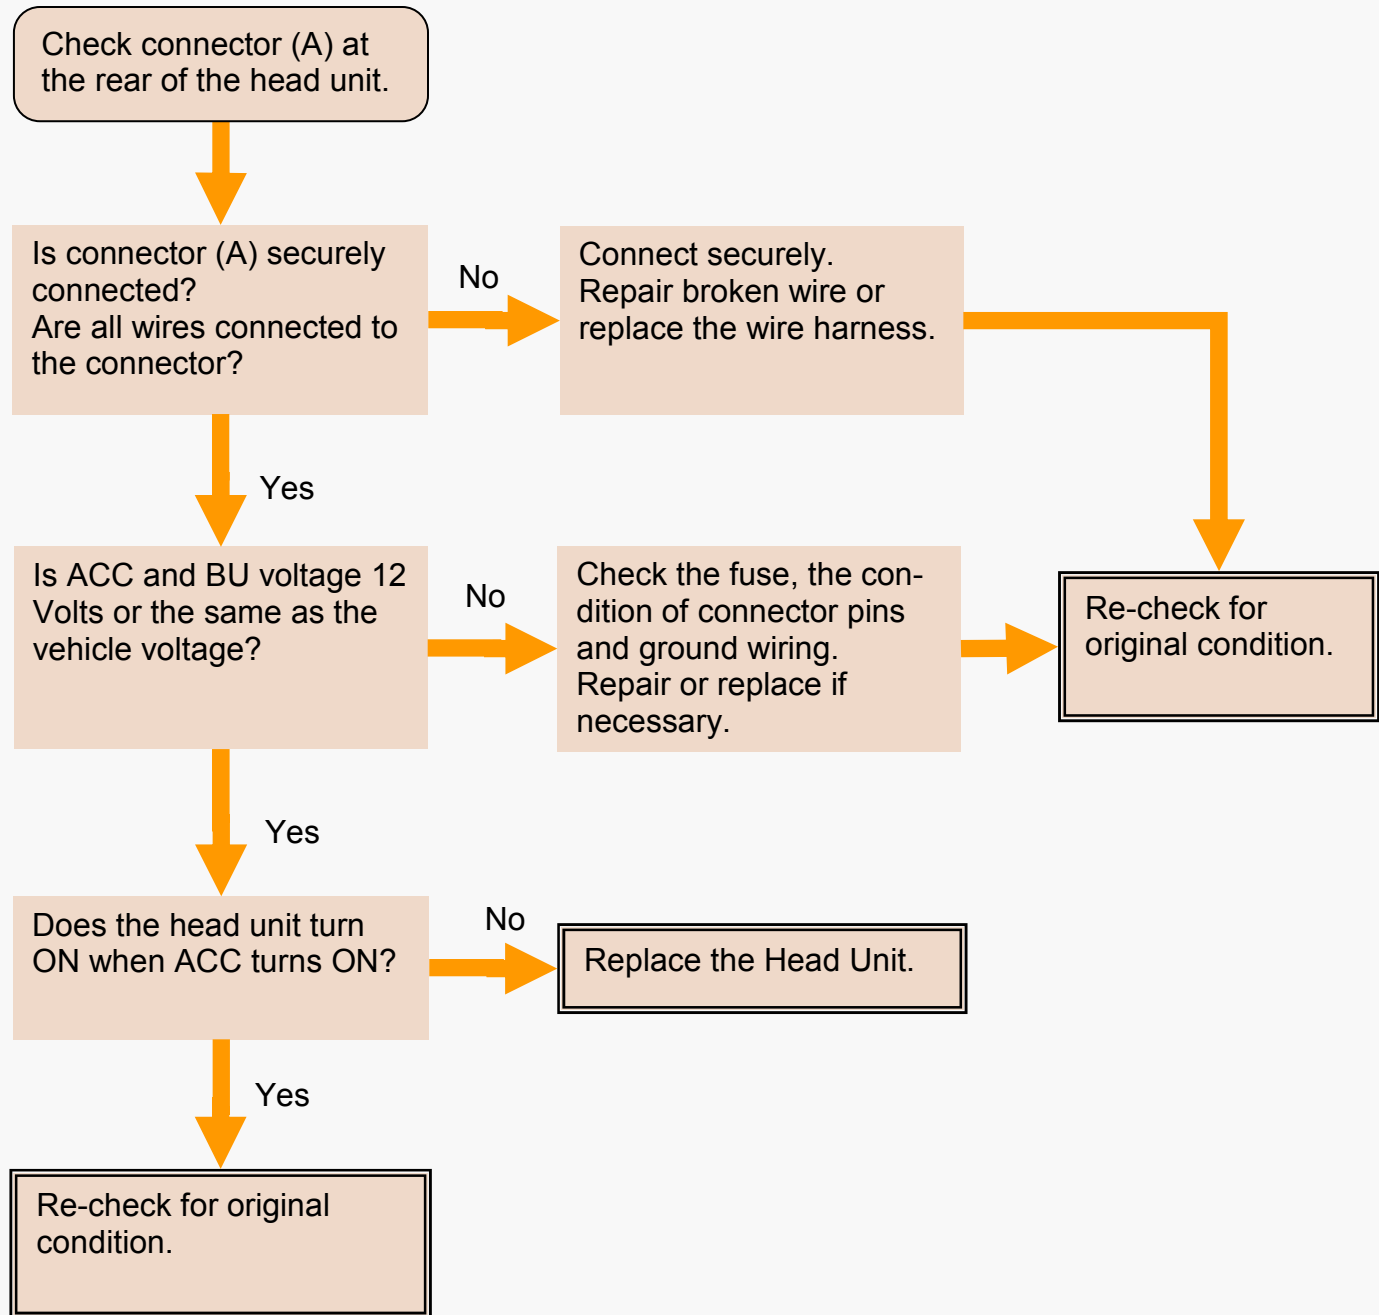 Check connector (A) at
the rear of the head unit.
Is connector (A) securely
connected?
Are all wires connected to
the connector?
No
Connect securely.
Repair broken wire or
replace the wire harness.
Yes
Is ACC and BU voltage 12
Volts or the same as the
vehicle voltage?
No
Check the fuse, the con-
dition of connector pins
and ground wiring.
Repair or replace if
necessary.
Re-check for
original condition.
Yes
Does the head unit turn
ON when ACC turns ON?
No
Replace the Head Unit.
Yes
Re-check for original
condition.